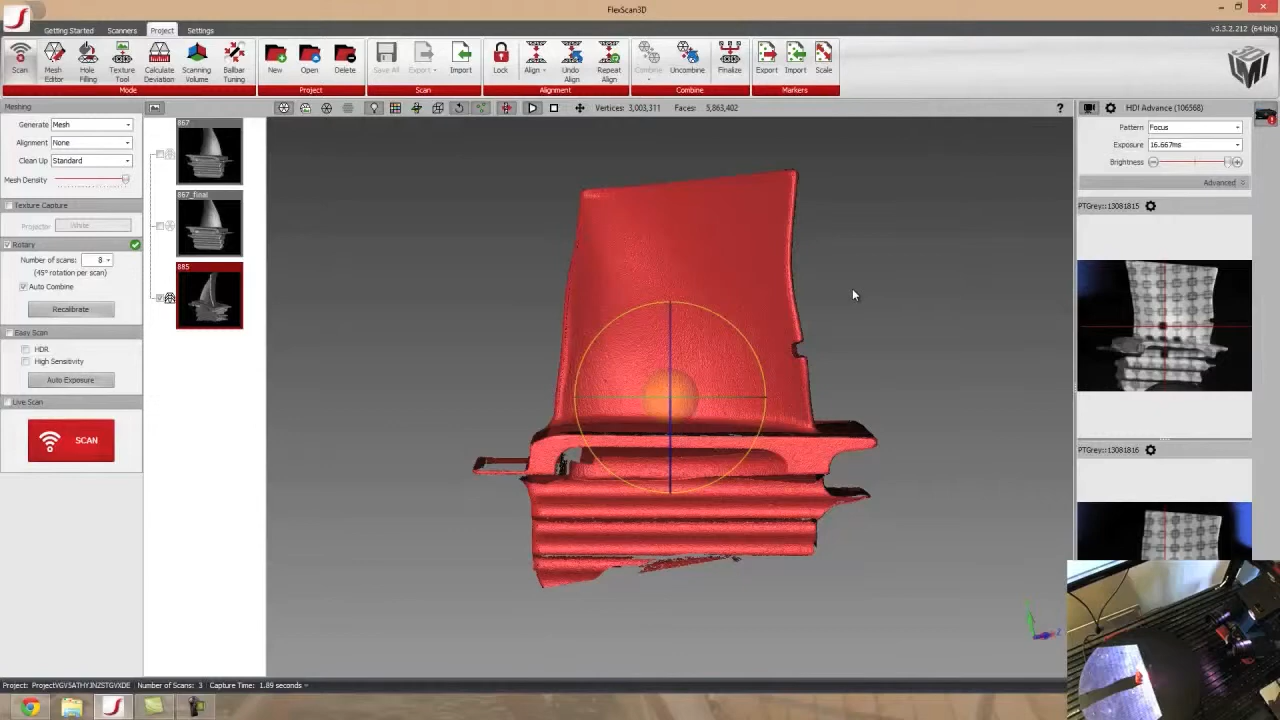 FlexScan3D
Getting Started Scanners Project Settings
v3.3.2.212 (64 bits)
Scan
Mesh Editor
Hole Filling
Texture Tool
Calculate Deviation
Scanning Volume
Ballbar Tuning
Mode
New
Open
Delete
Project
Save All
Export
Import
Scan
Lock
Align
Undo Align
Repeat Align
Alignment
Combine
Uncombine
Finalize
Combine
Export
Import
Scale
Markers
Meshing
Generate Mesh
Alignment None
Clean Up Standard
Mesh Density
Texture Capture
Projector White
Rotary
Number of scans: 8
(45° rotation per scan)
Auto Combine
Recalibrate
Easy Scan
HDR
High Sensitivity
Auto Exposure
Live Scan
SCAN
867
867_final
885
Vertices: 3,003,311 Faces: 5,863,402
?
HDI Advance (106568)
Pattern Focus
Exposure 16.667ms
Brightness
Advanced
PTGrey::13081815
PTGrey::13081816
Z
Project: ProjectVGVSATHYJNZSTGVXDE Number of Scans: 3 Capture Time: 1.89 seconds